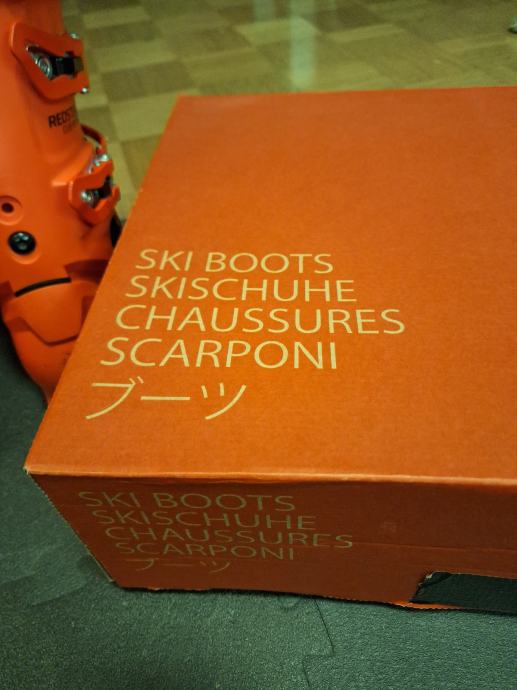 SKI BOOTS
SKISCHUHE
CHAUSSURES
SCARPONI
ブーツ
SKI BOOTS
SKISCHUHE
CHAUSSURES
SCARPONI
ブーツ